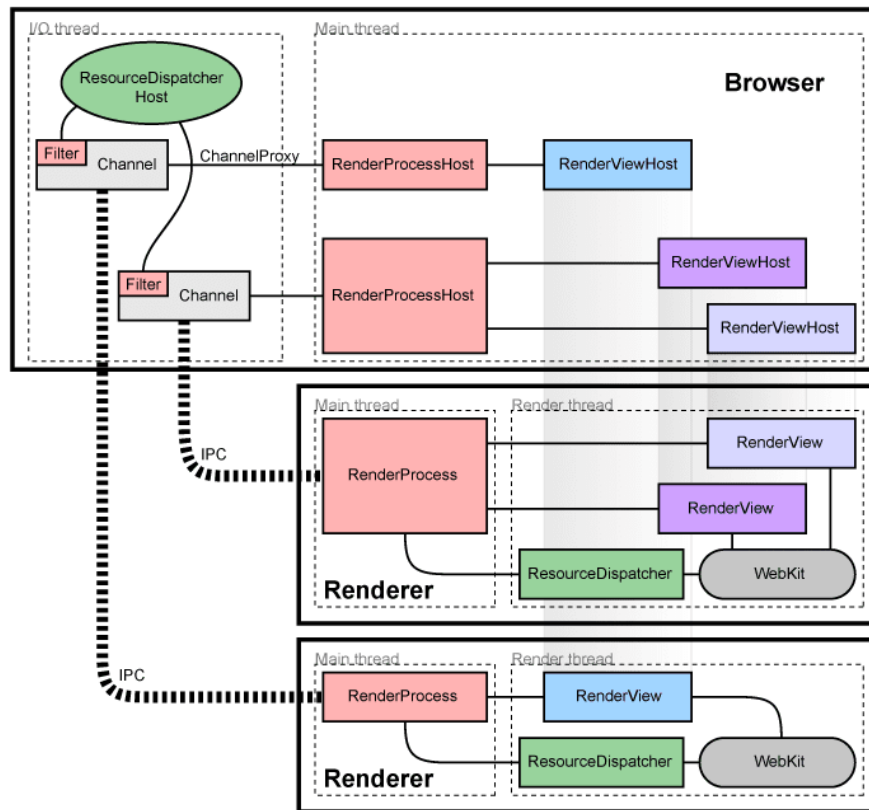 I/O thread
Main thread
ResourceDispatcher
Host
Browser
Filter
Channel
ChannelProxy
RenderProcessHost
RenderViewHost
Filter
Channel
RenderProcessHost
RenderViewHost
RenderViewHost
Main thread
Render thread
IPC
RenderProcess
RenderView
RenderView
ResourceDispatcher
WebKit
Renderer
Main thread
Render thread
IPC
RenderProcess
RenderView
ResourceDispatcher
WebKit
Renderer